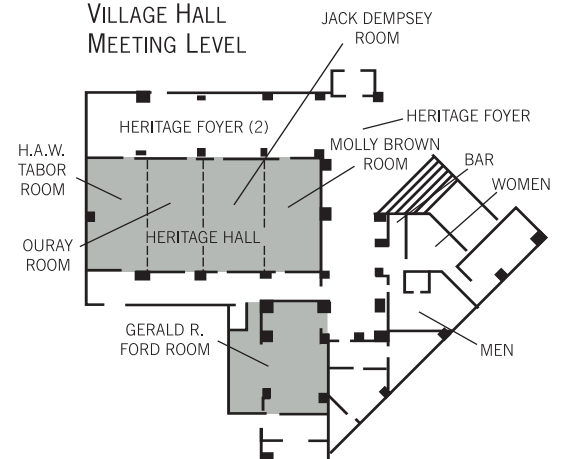 VILLAGE HALL
MEETING LEVEL
JACK DEMPSEY
ROOM
HERITAGE FOYER (2)
HERITAGE FOYER
H.A.W.
TABOR
ROOM
MOLLY BROWN
ROOM
BAR
WOMEN
OURAY
ROOM
HERITAGE HALL
GERALD R.
FORD ROOM
MEN